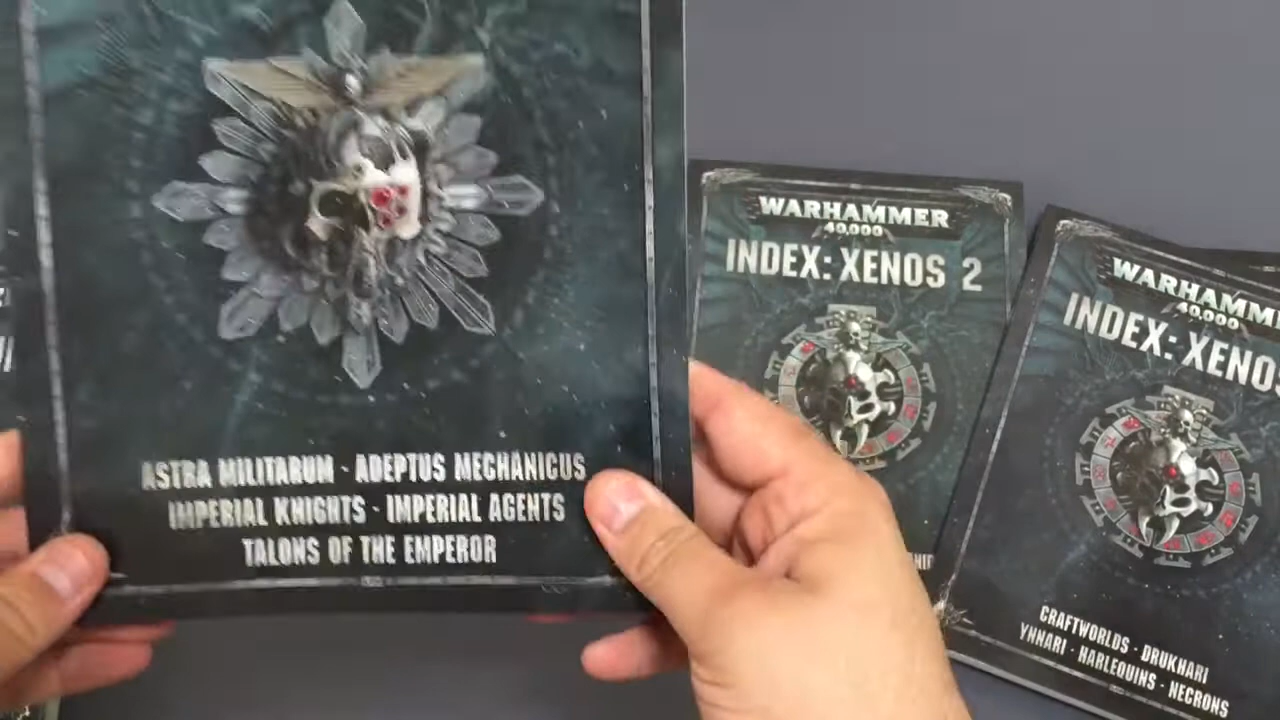 ASTRA MILITARUM · ADEPTUS MECHANICUS
IMPERIAL KNIGHTS · IMPERIAL AGENTS
TALONS OF THE EMPEROR
WARHAMMER
40,000
INDEX: XENOS 2
WARHAMM
40,000
INDEX: XENOS
CRAFTWORLDS · DRUKHARI
YNNARI · HARLEQUINS · NECRONS